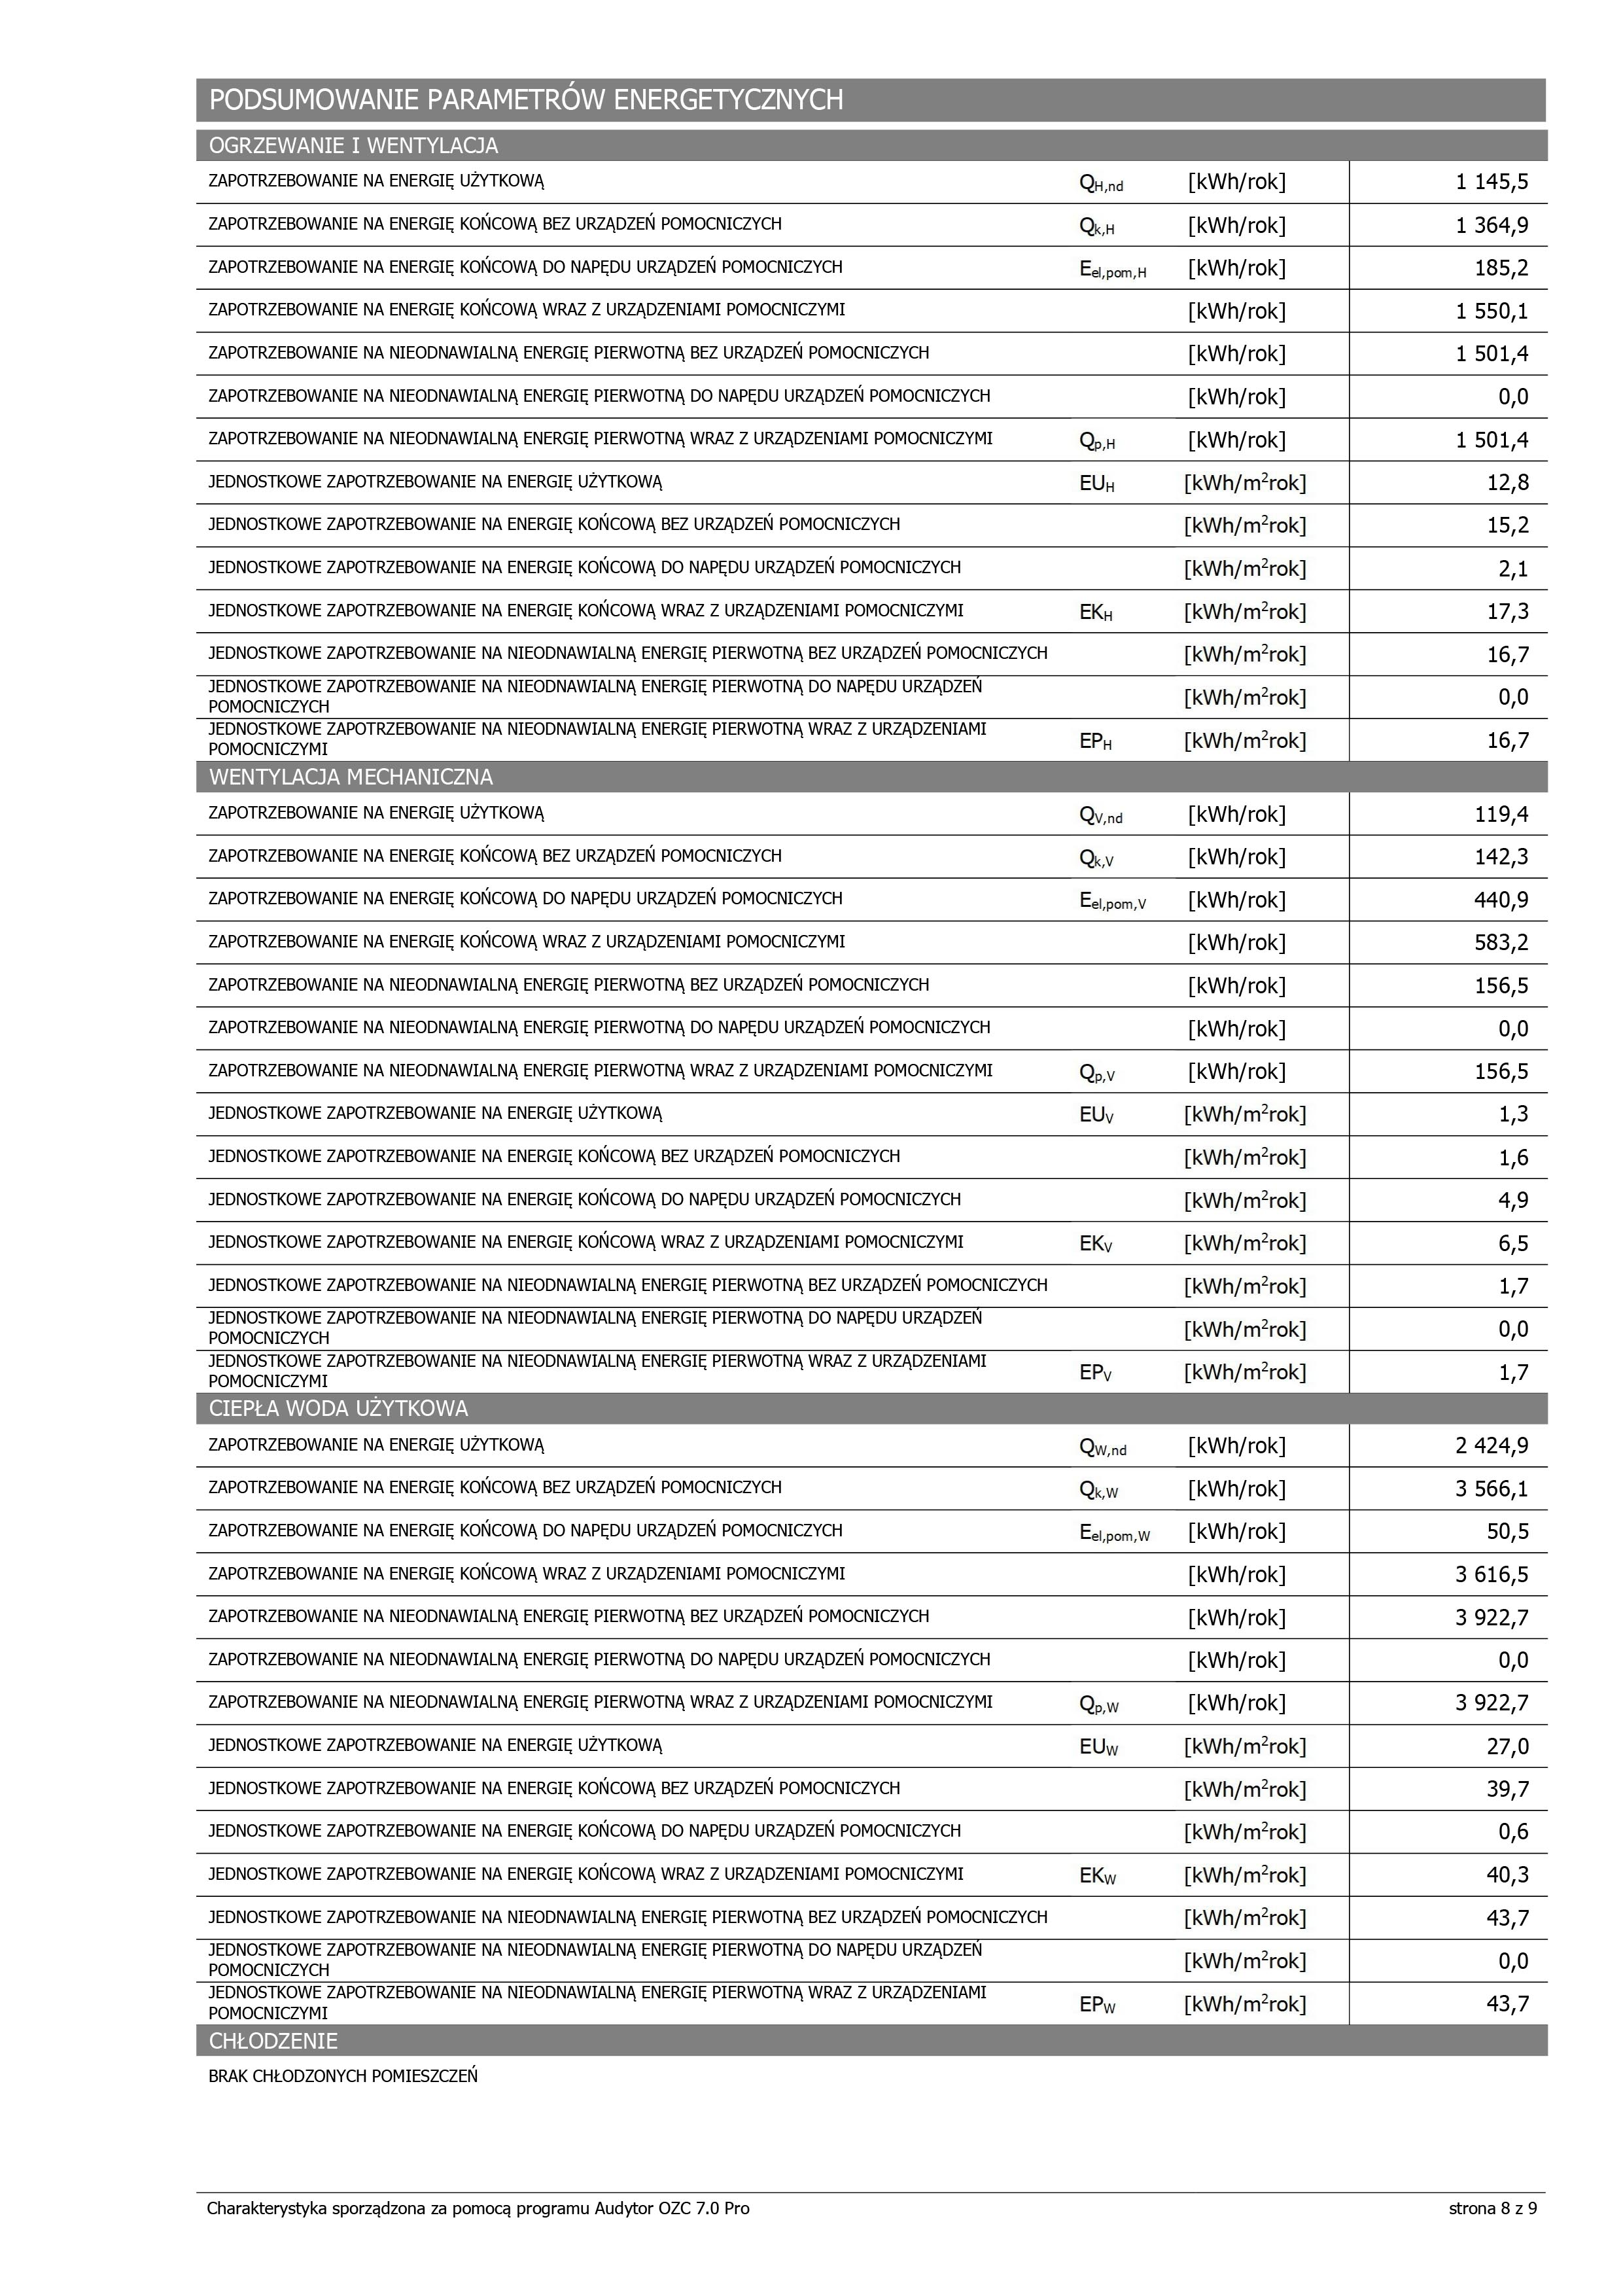 PODSUMOWANIE PARAMETRÓW ENERGETYCZNYCH
OGRZEWANIE I WENTYLACJA
ZAPOTRZEBOWANIE NA ENERGIĘ UŻYTKOWĄ QH,nd [kWh/rok] 1 145,5
ZAPOTRZEBOWANIE NA ENERGIĘ KOŃCOWĄ BEZ URZĄDZEŃ POMOCNICZYCH Qk,H [kWh/rok] 1 364,9
ZAPOTRZEBOWANIE NA ENERGIĘ KOŃCOWĄ DO NAPĘDU URZĄDZEŃ POMOCNICZYCH Eel,pom,H [kWh/rok] 185,2
ZAPOTRZEBOWANIE NA ENERGIĘ KOŃCOWĄ WRAZ Z URZĄDZENIAMI POMOCNICZYMI [kWh/rok] 1 550,1
ZAPOTRZEBOWANIE NA NIEODNAWIALNĄ ENERGIĘ PIERWOTNĄ BEZ URZĄDZEŃ POMOCNICZYCH [kWh/rok] 1 501,4
ZAPOTRZEBOWANIE NA NIEODNAWIALNĄ ENERGIĘ PIERWOTNĄ DO NAPĘDU URZĄDZEŃ POMOCNICZYCH [kWh/rok] 0,0
ZAPOTRZEBOWANIE NA NIEODNAWIALNĄ ENERGIĘ PIERWOTNĄ WRAZ Z URZĄDZENIAMI POMOCNICZYMI Qp,H [kWh/rok] 1 501,4
JEDNOSTKOWE ZAPOTRZEBOWANIE NA ENERGIĘ UŻYTKOWĄ EUH [kWh/m²rok] 12,8
JEDNOSTKOWE ZAPOTRZEBOWANIE NA ENERGIĘ KOŃCOWĄ BEZ URZĄDZEŃ POMOCNICZYCH [kWh/m²rok] 15,2
JEDNOSTKOWE ZAPOTRZEBOWANIE NA ENERGIĘ KOŃCOWĄ DO NAPĘDU URZĄDZEŃ POMOCNICZYCH [kWh/m²rok] 2,1
JEDNOSTKOWE ZAPOTRZEBOWANIE NA ENERGIĘ KOŃCOWĄ WRAZ Z URZĄDZENIAMI POMOCNICZYMI EKH [kWh/m²rok] 17,3
JEDNOSTKOWE ZAPOTRZEBOWANIE NA NIEODNAWIALNĄ ENERGIĘ PIERWOTNĄ BEZ URZĄDZEŃ POMOCNICZYCH [kWh/m²rok] 16,7
JEDNOSTKOWE ZAPOTRZEBOWANIE NA NIEODNAWIALNĄ ENERGIĘ PIERWOTNĄ DO NAPĘDU URZĄDZEŃ
POMOCNICZYCH [kWh/m²rok] 0,0
JEDNOSTKOWE ZAPOTRZEBOWANIE NA NIEODNAWIALNĄ ENERGIĘ PIERWOTNĄ WRAZ Z URZĄDZENIAMI
POMOCNICZYMI EPH [kWh/m²rok] 16,7
WENTYLACJA MECHANICZNA
ZAPOTRZEBOWANIE NA ENERGIĘ UŻYTKOWĄ QV,nd [kWh/rok] 119,4
ZAPOTRZEBOWANIE NA ENERGIĘ KOŃCOWĄ BEZ URZĄDZEŃ POMOCNICZYCH Qk,V [kWh/rok] 142,3
ZAPOTRZEBOWANIE NA ENERGIĘ KOŃCOWĄ DO NAPĘDU URZĄDZEŃ POMOCNICZYCH Eel,pom,V [kWh/rok] 440,9
ZAPOTRZEBOWANIE NA ENERGIĘ KOŃCOWĄ WRAZ Z URZĄDZENIAMI POMOCNICZYMI [kWh/rok] 583,2
ZAPOTRZEBOWANIE NA NIEODNAWIALNĄ ENERGIĘ PIERWOTNĄ BEZ URZĄDZEŃ POMOCNICZYCH [kWh/rok] 156,5
ZAPOTRZEBOWANIE NA NIEODNAWIALNĄ ENERGIĘ PIERWOTNĄ DO NAPĘDU URZĄDZEŃ POMOCNICZYCH [kWh/rok] 0,0
ZAPOTRZEBOWANIE NA NIEODNAWIALNĄ ENERGIĘ PIERWOTNĄ WRAZ Z URZĄDZENIAMI POMOCNICZYMI Qp,V [kWh/rok] 156,5
JEDNOSTKOWE ZAPOTRZEBOWANIE NA ENERGIĘ UŻYTKOWĄ EUV [kWh/m²rok] 1,3
JEDNOSTKOWE ZAPOTRZEBOWANIE NA ENERGIĘ KOŃCOWĄ BEZ URZĄDZEŃ POMOCNICZYCH [kWh/m²rok] 1,6
JEDNOSTKOWE ZAPOTRZEBOWANIE NA ENERGIĘ KOŃCOWĄ DO NAPĘDU URZĄDZEŃ POMOCNICZYCH [kWh/m²rok] 4,9
JEDNOSTKOWE ZAPOTRZEBOWANIE NA ENERGIĘ KOŃCOWĄ WRAZ Z URZĄDZENIAMI POMOCNICZYMI EKV [kWh/m²rok] 6,5
JEDNOSTKOWE ZAPOTRZEBOWANIE NA NIEODNAWIALNĄ ENERGIĘ PIERWOTNĄ BEZ URZĄDZEŃ POMOCNICZYCH [kWh/m²rok] 1,7
JEDNOSTKOWE ZAPOTRZEBOWANIE NA NIEODNAWIALNĄ ENERGIĘ PIERWOTNĄ DO NAPĘDU URZĄDZEŃ
POMOCNICZYCH [kWh/m²rok] 0,0
JEDNOSTKOWE ZAPOTRZEBOWANIE NA NIEODNAWIALNĄ ENERGIĘ PIERWOTNĄ WRAZ Z URZĄDZENIAMI
POMOCNICZYMI EPV [kWh/m²rok] 1,7
CIEPŁA WODA UŻYTKOWA
ZAPOTRZEBOWANIE NA ENERGIĘ UŻYTKOWĄ QW,nd [kWh/rok] 2 424,9
ZAPOTRZEBOWANIE NA ENERGIĘ KOŃCOWĄ BEZ URZĄDZEŃ POMOCNICZYCH Qk,W [kWh/rok] 3 566,1
ZAPOTRZEBOWANIE NA ENERGIĘ KOŃCOWĄ DO NAPĘDU URZĄDZEŃ POMOCNICZYCH Eel,pom,W [kWh/rok] 50,5
ZAPOTRZEBOWANIE NA ENERGIĘ KOŃCOWĄ WRAZ Z URZĄDZENIAMI POMOCNICZYMI [kWh/rok] 3 616,5
ZAPOTRZEBOWANIE NA NIEODNAWIALNĄ ENERGIĘ PIERWOTNĄ BEZ URZĄDZEŃ POMOCNICZYCH [kWh/rok] 3 922,7
ZAPOTRZEBOWANIE NA NIEODNAWIALNĄ ENERGIĘ PIERWOTNĄ DO NAPĘDU URZĄDZEŃ POMOCNICZYCH [kWh/rok] 0,0
ZAPOTRZEBOWANIE NA NIEODNAWIALNĄ ENERGIĘ PIERWOTNĄ WRAZ Z URZĄDZENIAMI POMOCNICZYMI Qp,W [kWh/rok] 3 922,7
JEDNOSTKOWE ZAPOTRZEBOWANIE NA ENERGIĘ UŻYTKOWĄ EUW [kWh/m²rok] 27,0
JEDNOSTKOWE ZAPOTRZEBOWANIE NA ENERGIĘ KOŃCOWĄ BEZ URZĄDZEŃ POMOCNICZYCH [kWh/m²rok] 39,7
JEDNOSTKOWE ZAPOTRZEBOWANIE NA ENERGIĘ KOŃCOWĄ DO NAPĘDU URZĄDZEŃ POMOCNICZYCH [kWh/m²rok] 0,6
JEDNOSTKOWE ZAPOTRZEBOWANIE NA ENERGIĘ KOŃCOWĄ WRAZ Z URZĄDZENIAMI POMOCNICZYMI EKW [kWh/m²rok] 40,3
JEDNOSTKOWE ZAPOTRZEBOWANIE NA NIEODNAWIALNĄ ENERGIĘ PIERWOTNĄ BEZ URZĄDZEŃ POMOCNICZYCH [kWh/m²rok] 43,7
JEDNOSTKOWE ZAPOTRZEBOWANIE NA NIEODNAWIALNĄ ENERGIĘ PIERWOTNĄ DO NAPĘDU URZĄDZEŃ
POMOCNICZYCH [kWh/m²rok] 0,0
JEDNOSTKOWE ZAPOTRZEBOWANIE NA NIEODNAWIALNĄ ENERGIĘ PIERWOTNĄ WRAZ Z URZĄDZENIAMI
POMOCNICZYMI EPW [kWh/m²rok] 43,7
CHŁODZENIE
BRAK CHŁODZONYCH POMIESZCZEŃ
Charakterystyka sporządzona za pomocą programu Audytor OZC 7.0 Pro strona 8 z 9